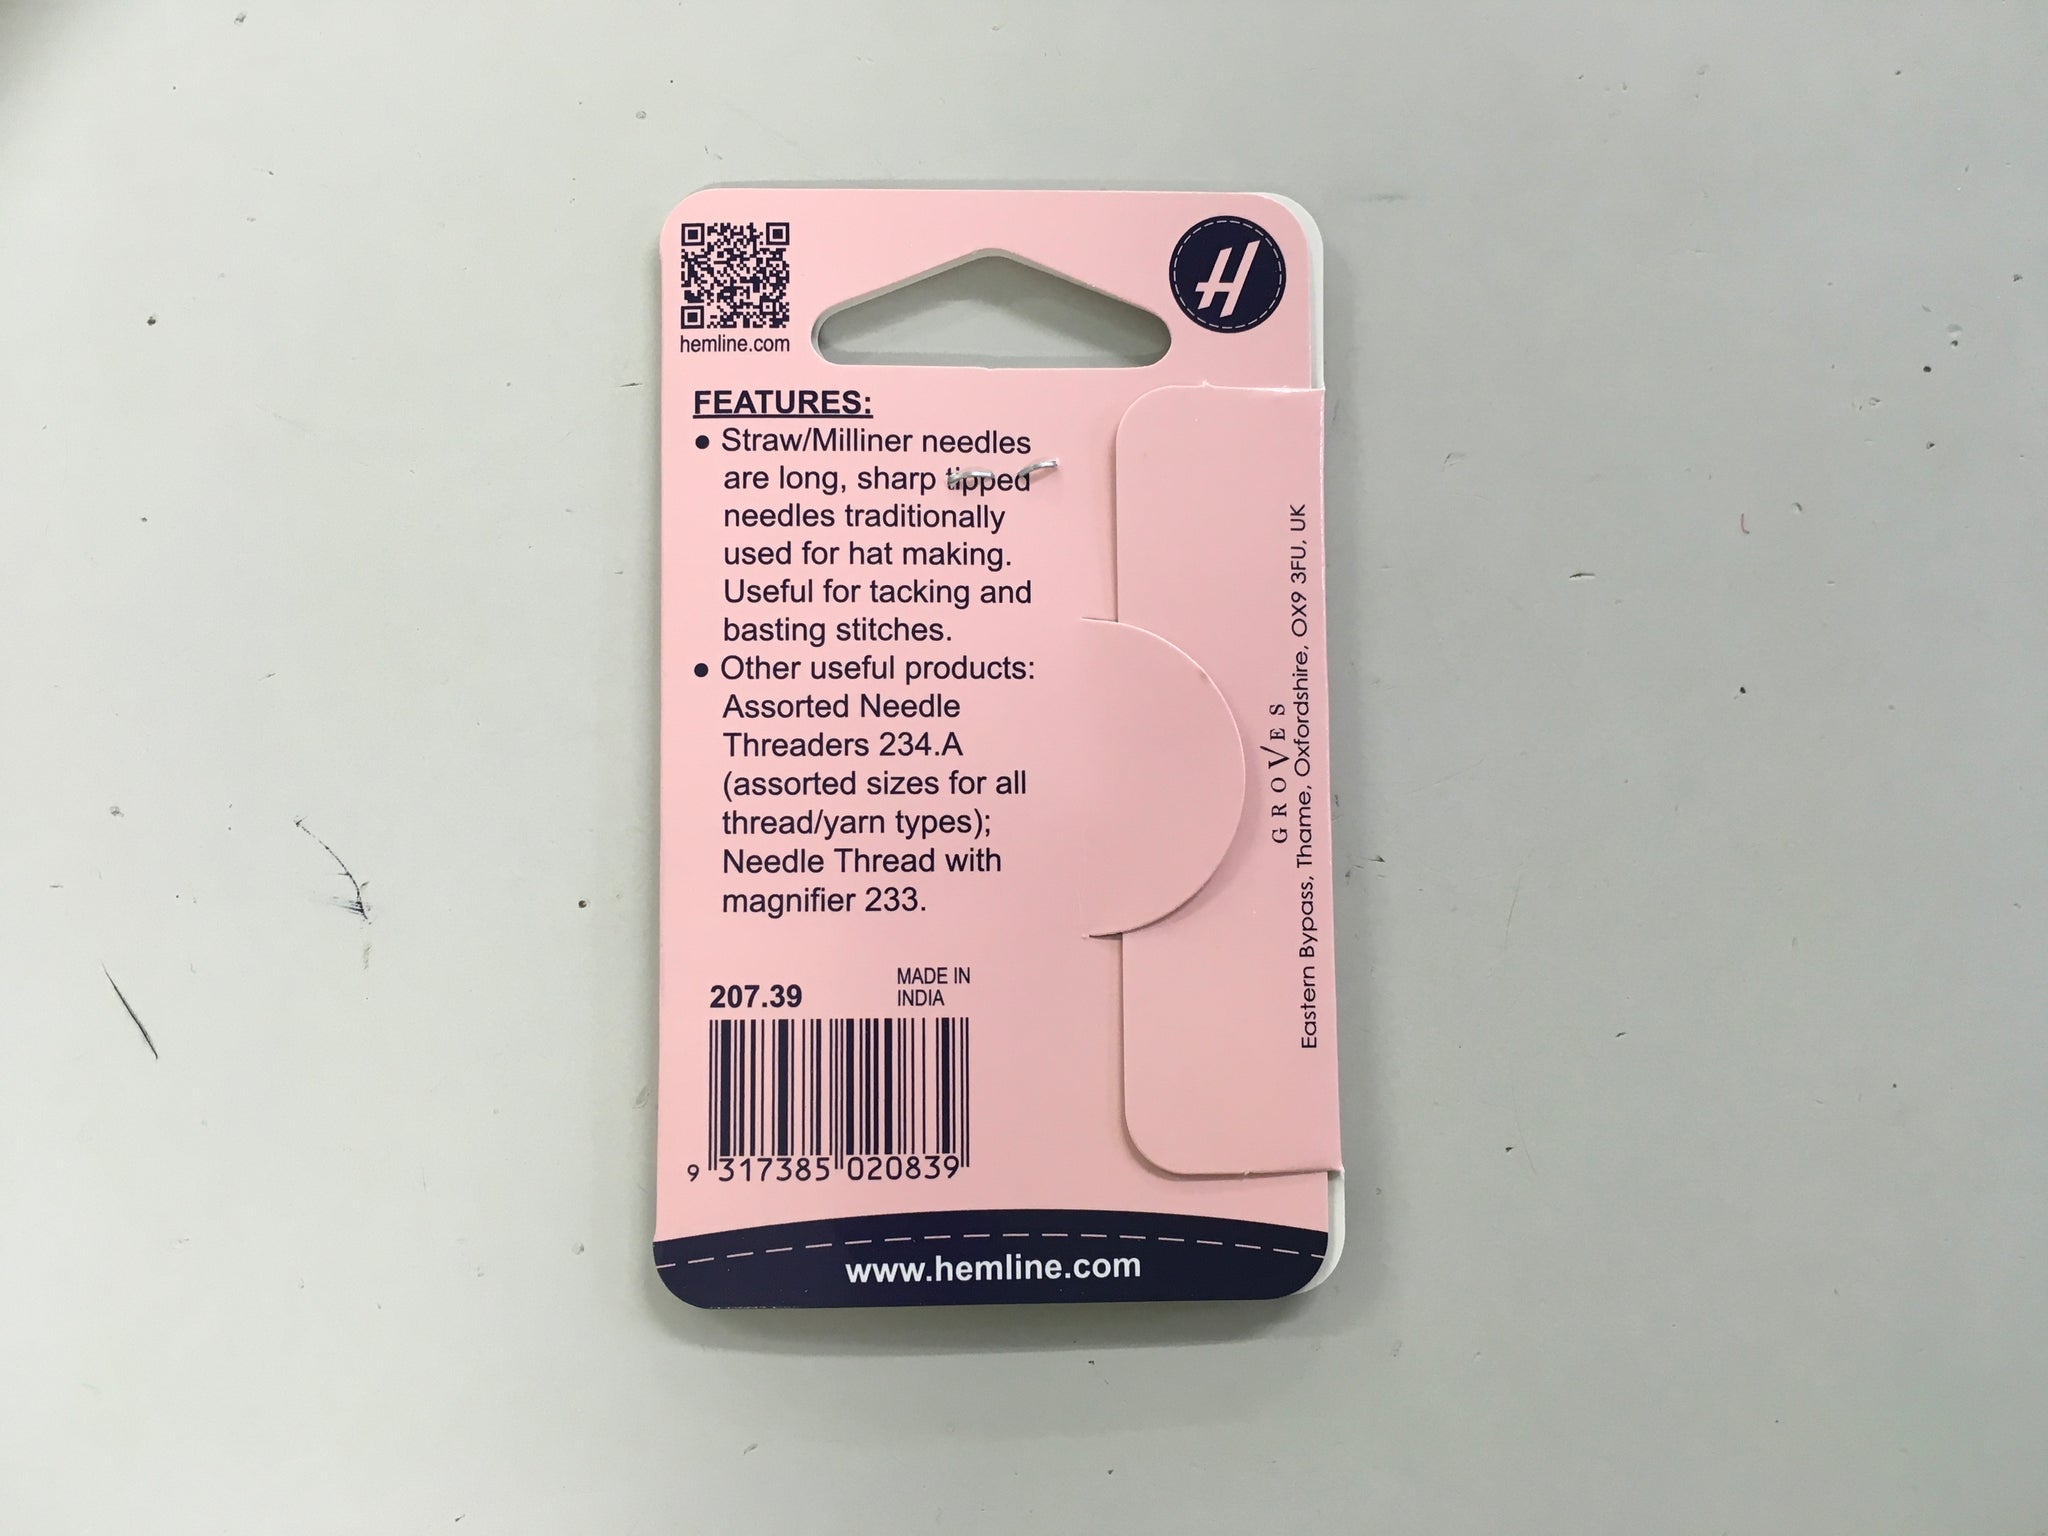 hemline.com
H
FEATURES:
● Straw/Milliner needles
are long, sharp tipped
needles traditionally
used for hat making.
Useful for tacking and
basting stitches.
● Other useful products:
Assorted Needle
Threaders 234.A
(assorted sizes for all
thread/yarn types);
Needle Thread with
magnifier 233.
207.39
MADE IN
INDIA
9 317385 020839
GROVES
Eastern Bypass, Thame, Oxfordshire, OX9 3FU, UK
www.hemline.com